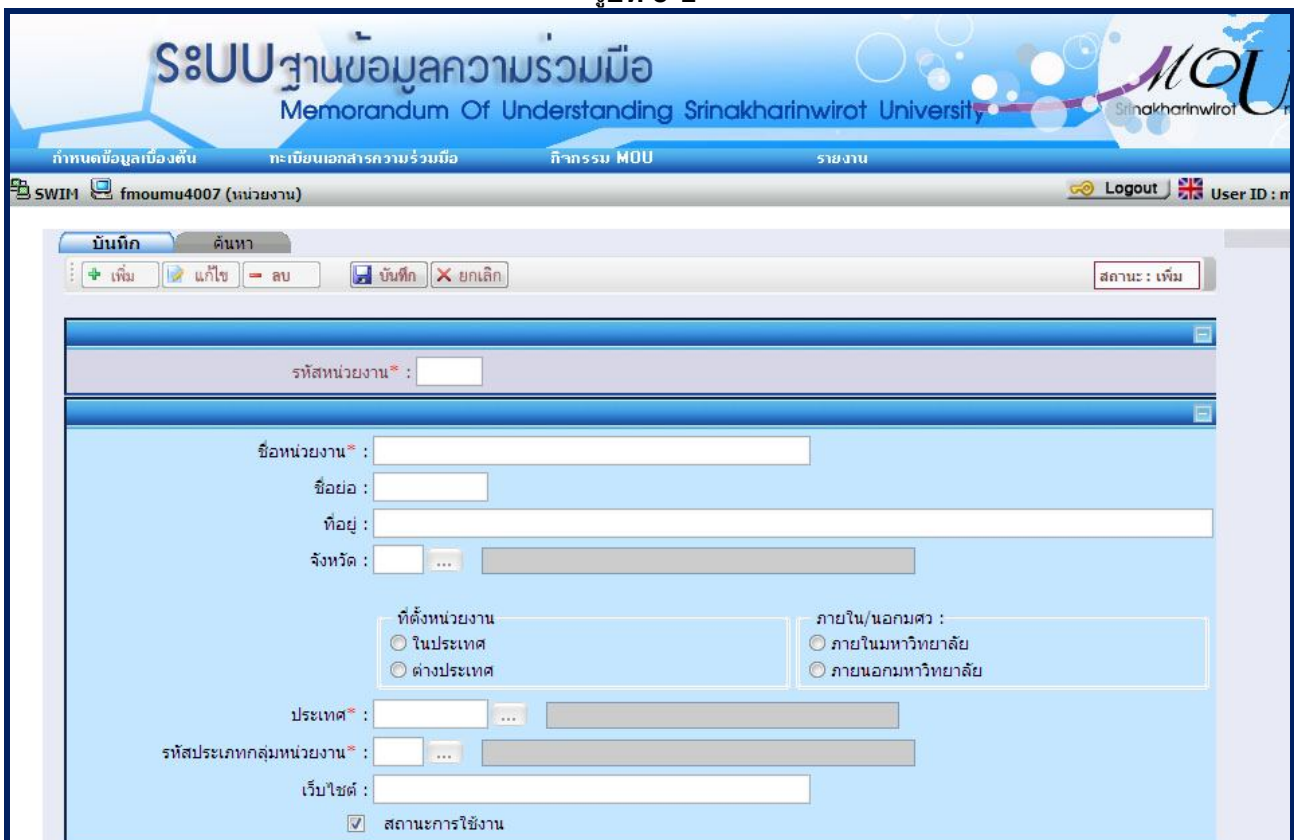 ระบบฐานข้อมูลความร่วมมือ
Memorandum Of Understanding Srinakharinwirot University
MOU
Srinakharinwirot
กำหนดข้อมูลเบื้องต้น ทะเบียนเอกสารความร่วมมือ กิจกรรม MOU รายงาน
SWIM fmoumu4007 (หน่วยงาน) Logout User ID :
บันทึก ค้นหา
เพิ่ม แก้ไข ลบ บันทึก ยกเลิก สถานะ : เพิ่ม
รหัสหน่วยงาน* :
ชื่อหน่วยงาน* :
ชื่อย่อ :
ที่อยู่ :
จังหวัด : ...
ที่ตั้งหน่วยงาน ภายใน/นอกมศว :
ในประเทศ ภายในมหาวิทยาลัย
ต่างประเทศ ภายนอกมหาวิทยาลัย
ประเทศ* : ...
รหัสประเภทกลุ่มหน่วยงาน* : ...
เว็บไซต์ :
สถานะการใช้งาน